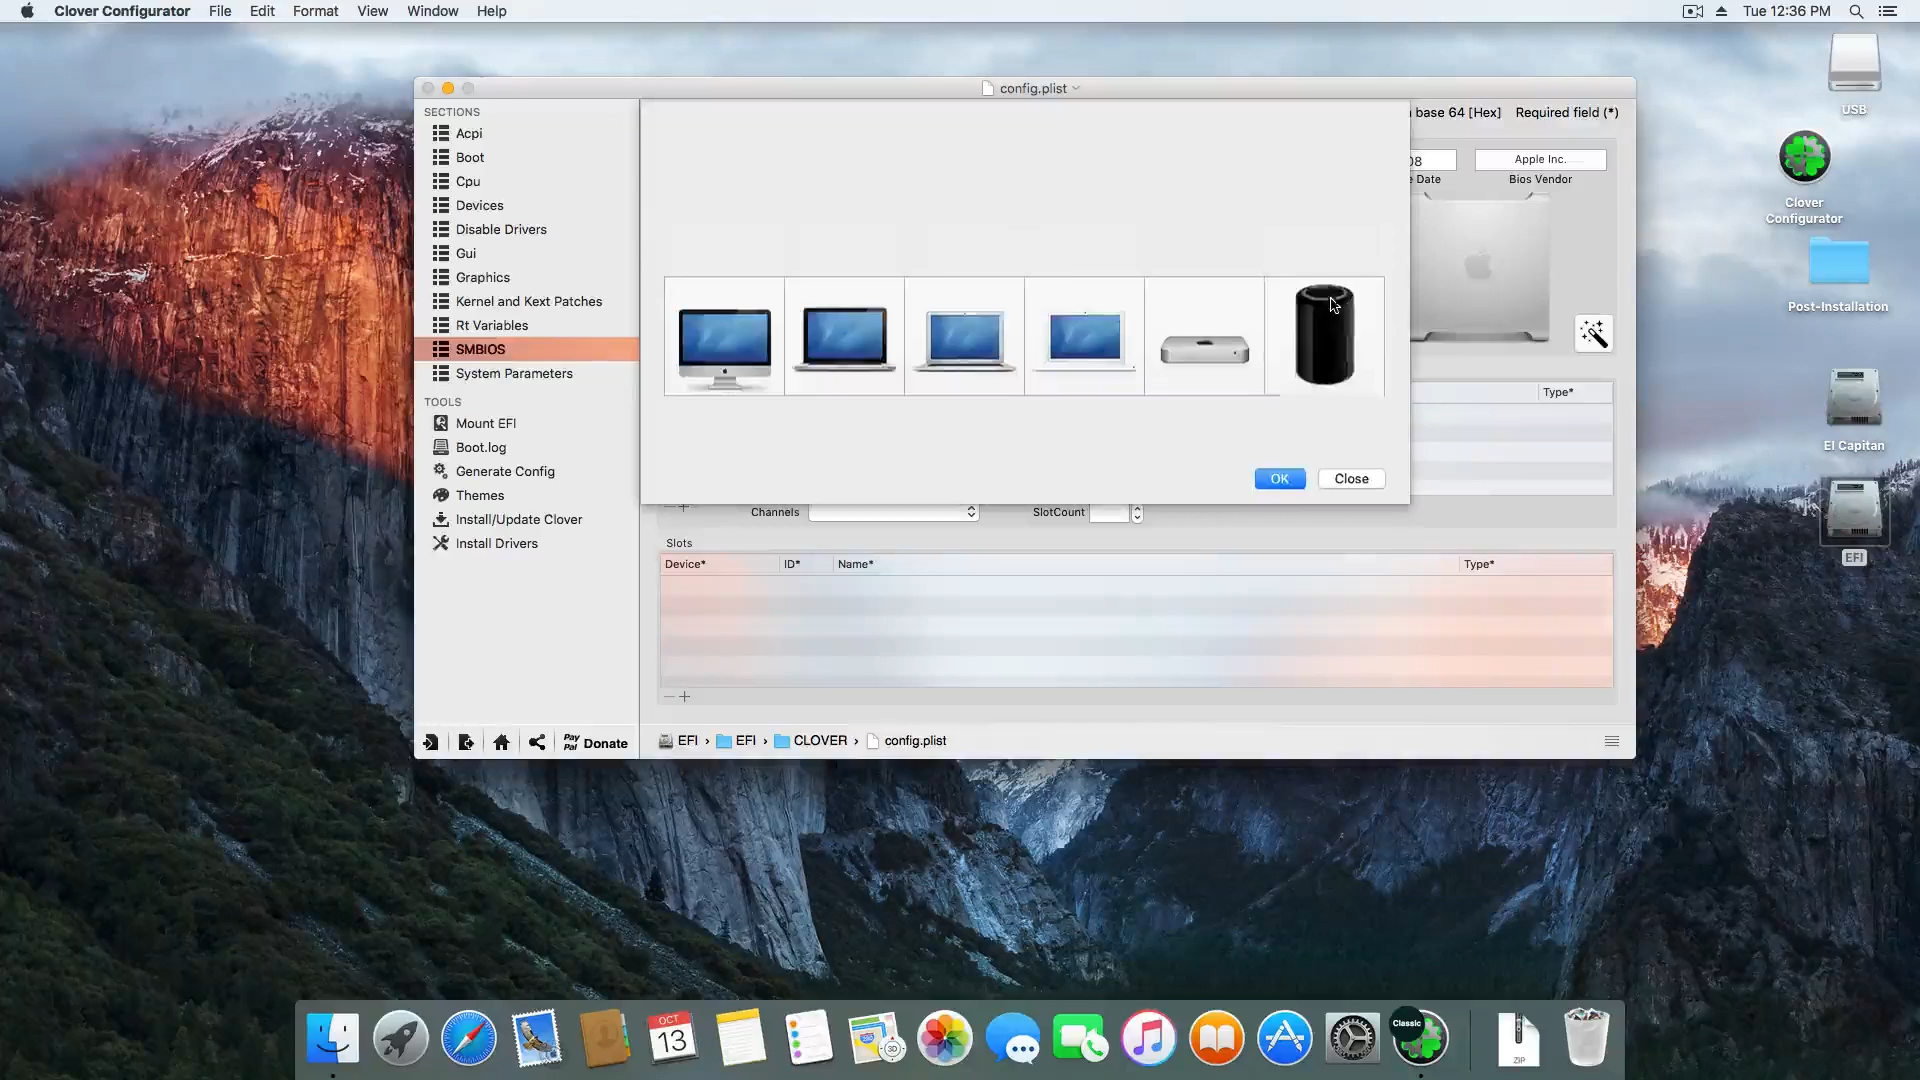 Clover Configurator File Edit Format View Window Help Tue 12:36 PM
config.plist
SECTIONS
Acpi
Boot
Cpu
Devices
Disable Drivers
Gui
Graphics
Kernel and Kext Patches
Rt Variables
SMBIOS
System Parameters
TOOLS
Mount EFI
Boot.log
Generate Config
Themes
Install/Update Clover
Install Drivers
Pay Pal Donate
base 64 [Hex] Required field (*)
08 Apple Inc.
Date Bios Vendor
Type*
OK Close
Channels SlotCount
Slots
Device* ID* Name* Type*
EFI › EFI › CLOVER › config.plist
USB
Clover
Configurator
Post-Installation
El Capitan
EFI
OCT
13
3D
Classic
ZIP